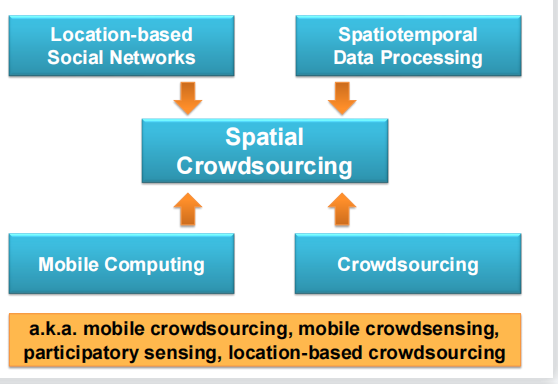 Location-based
Social Networks
Spatiotemporal
Data Processing
Spatial
Crowdsourcing
Mobile Computing
Crowdsourcing
a.k.a. mobile crowdsourcing, mobile crowdsensing,
participatory sensing, location-based crowdsourcing